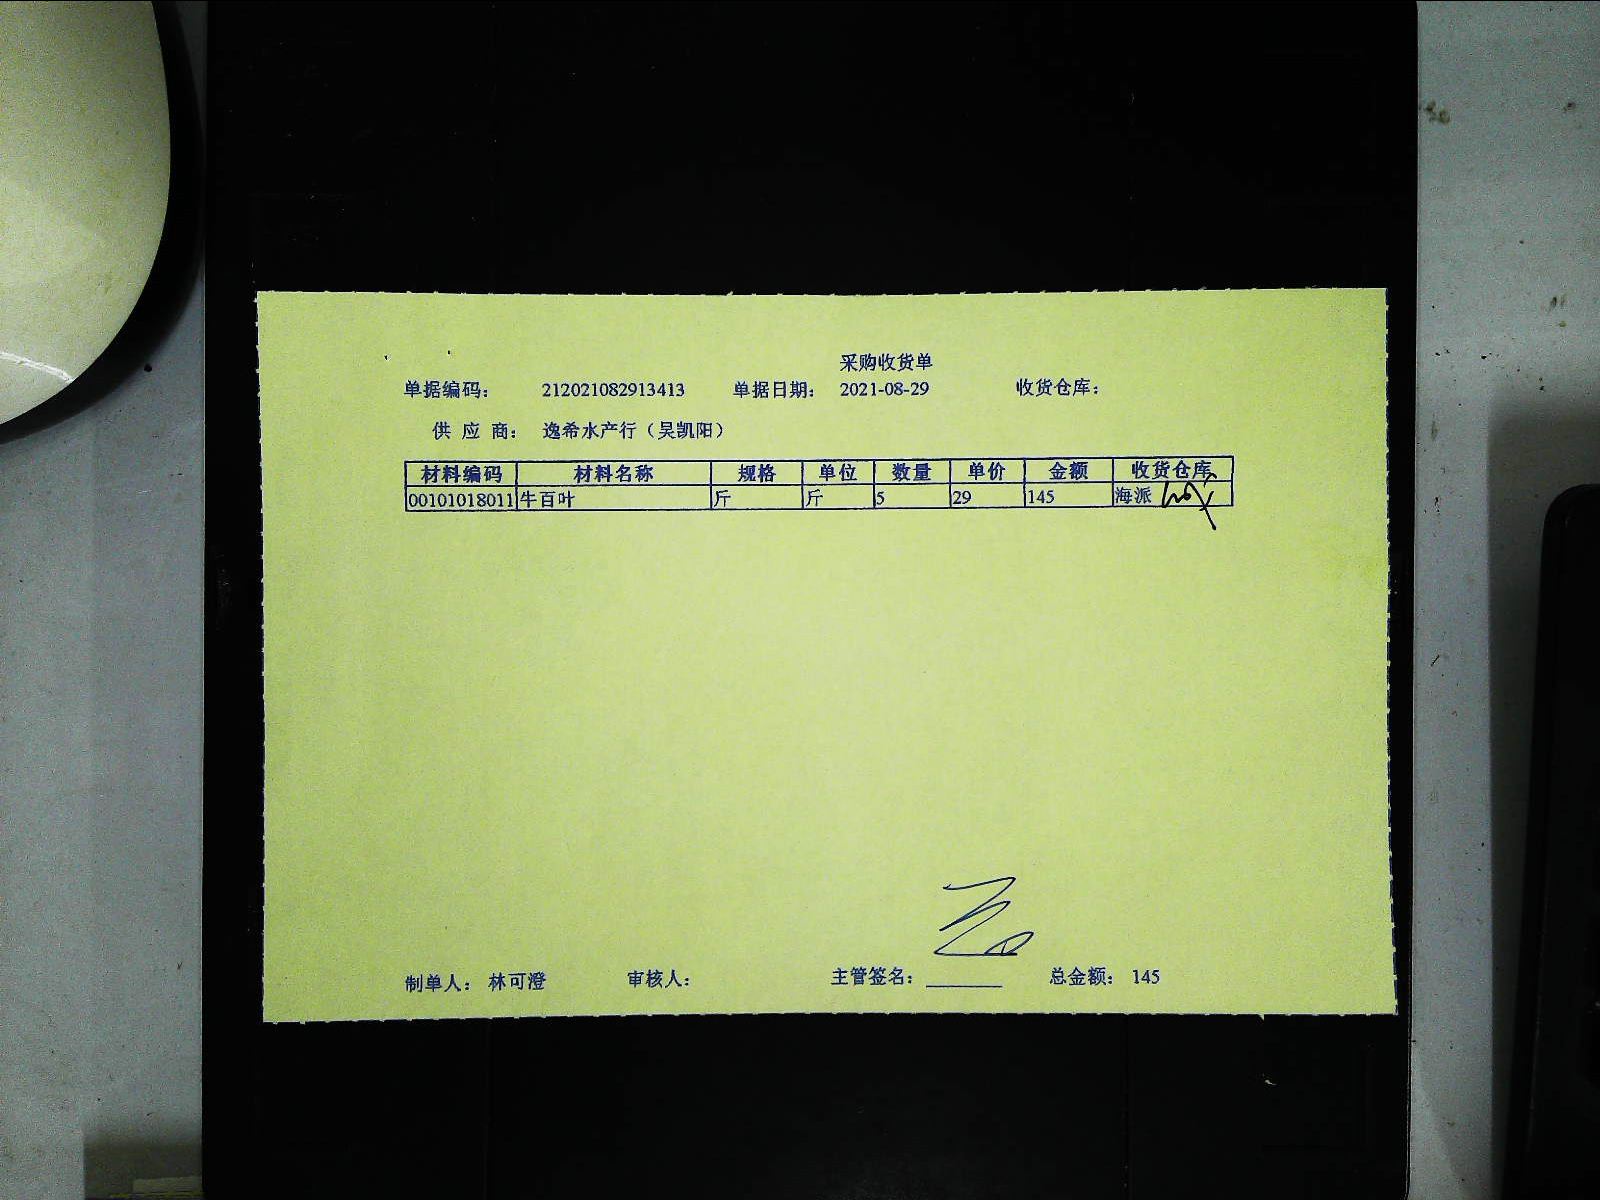 采购收货单
单据编码： 212021082913413 单据日期： 2021-08-29 收货仓库：
供 应 商： 逸希水产行（吴凯阳）
材料编码 材料名称 规格 单位 数量 单价 金额 收货仓库
00101018011 牛百叶 斤 斤 5 29 145 海派
制单人： 林可澄 审核人： 主管签名： 总金额： 145